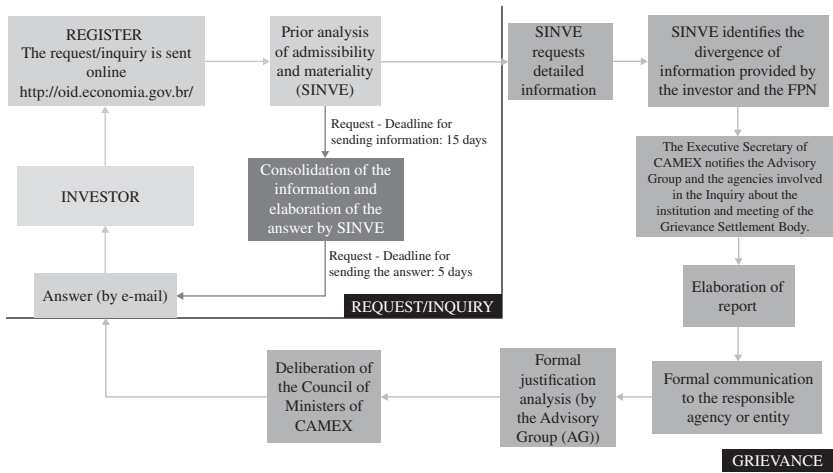 REGISTER
The request/inquiry is sent
online
http://oid.economia.gov.br/
Prior analysis
of admissibility
and materiality
(SINVE)
SINVE
requests
detailed
information
SINVE identifies the
divergence of
information provided by
the investor and the FPN
Request - Deadline for
sending information: 15 days
The Executive Secretary of
CAMEX notifies the Advisory
Group and the agencies involved
in the Inquiry about the
institution and meeting of the
Grievance Settlement Body.
INVESTOR
Consolidation of the
information and
elaboration of the
answer by SINVE
Request - Deadline for
sending the answer: 5 days
Answer (by e-mail)
REQUEST/INQUIRY
Elaboration of
report
Deliberation of
the Council of
Ministers of
CAMEX
Formal
justification
analysis (by
the Advisory
Group (AG))
Formal communication
to the responsible
agency or entity
GRIEVANCE